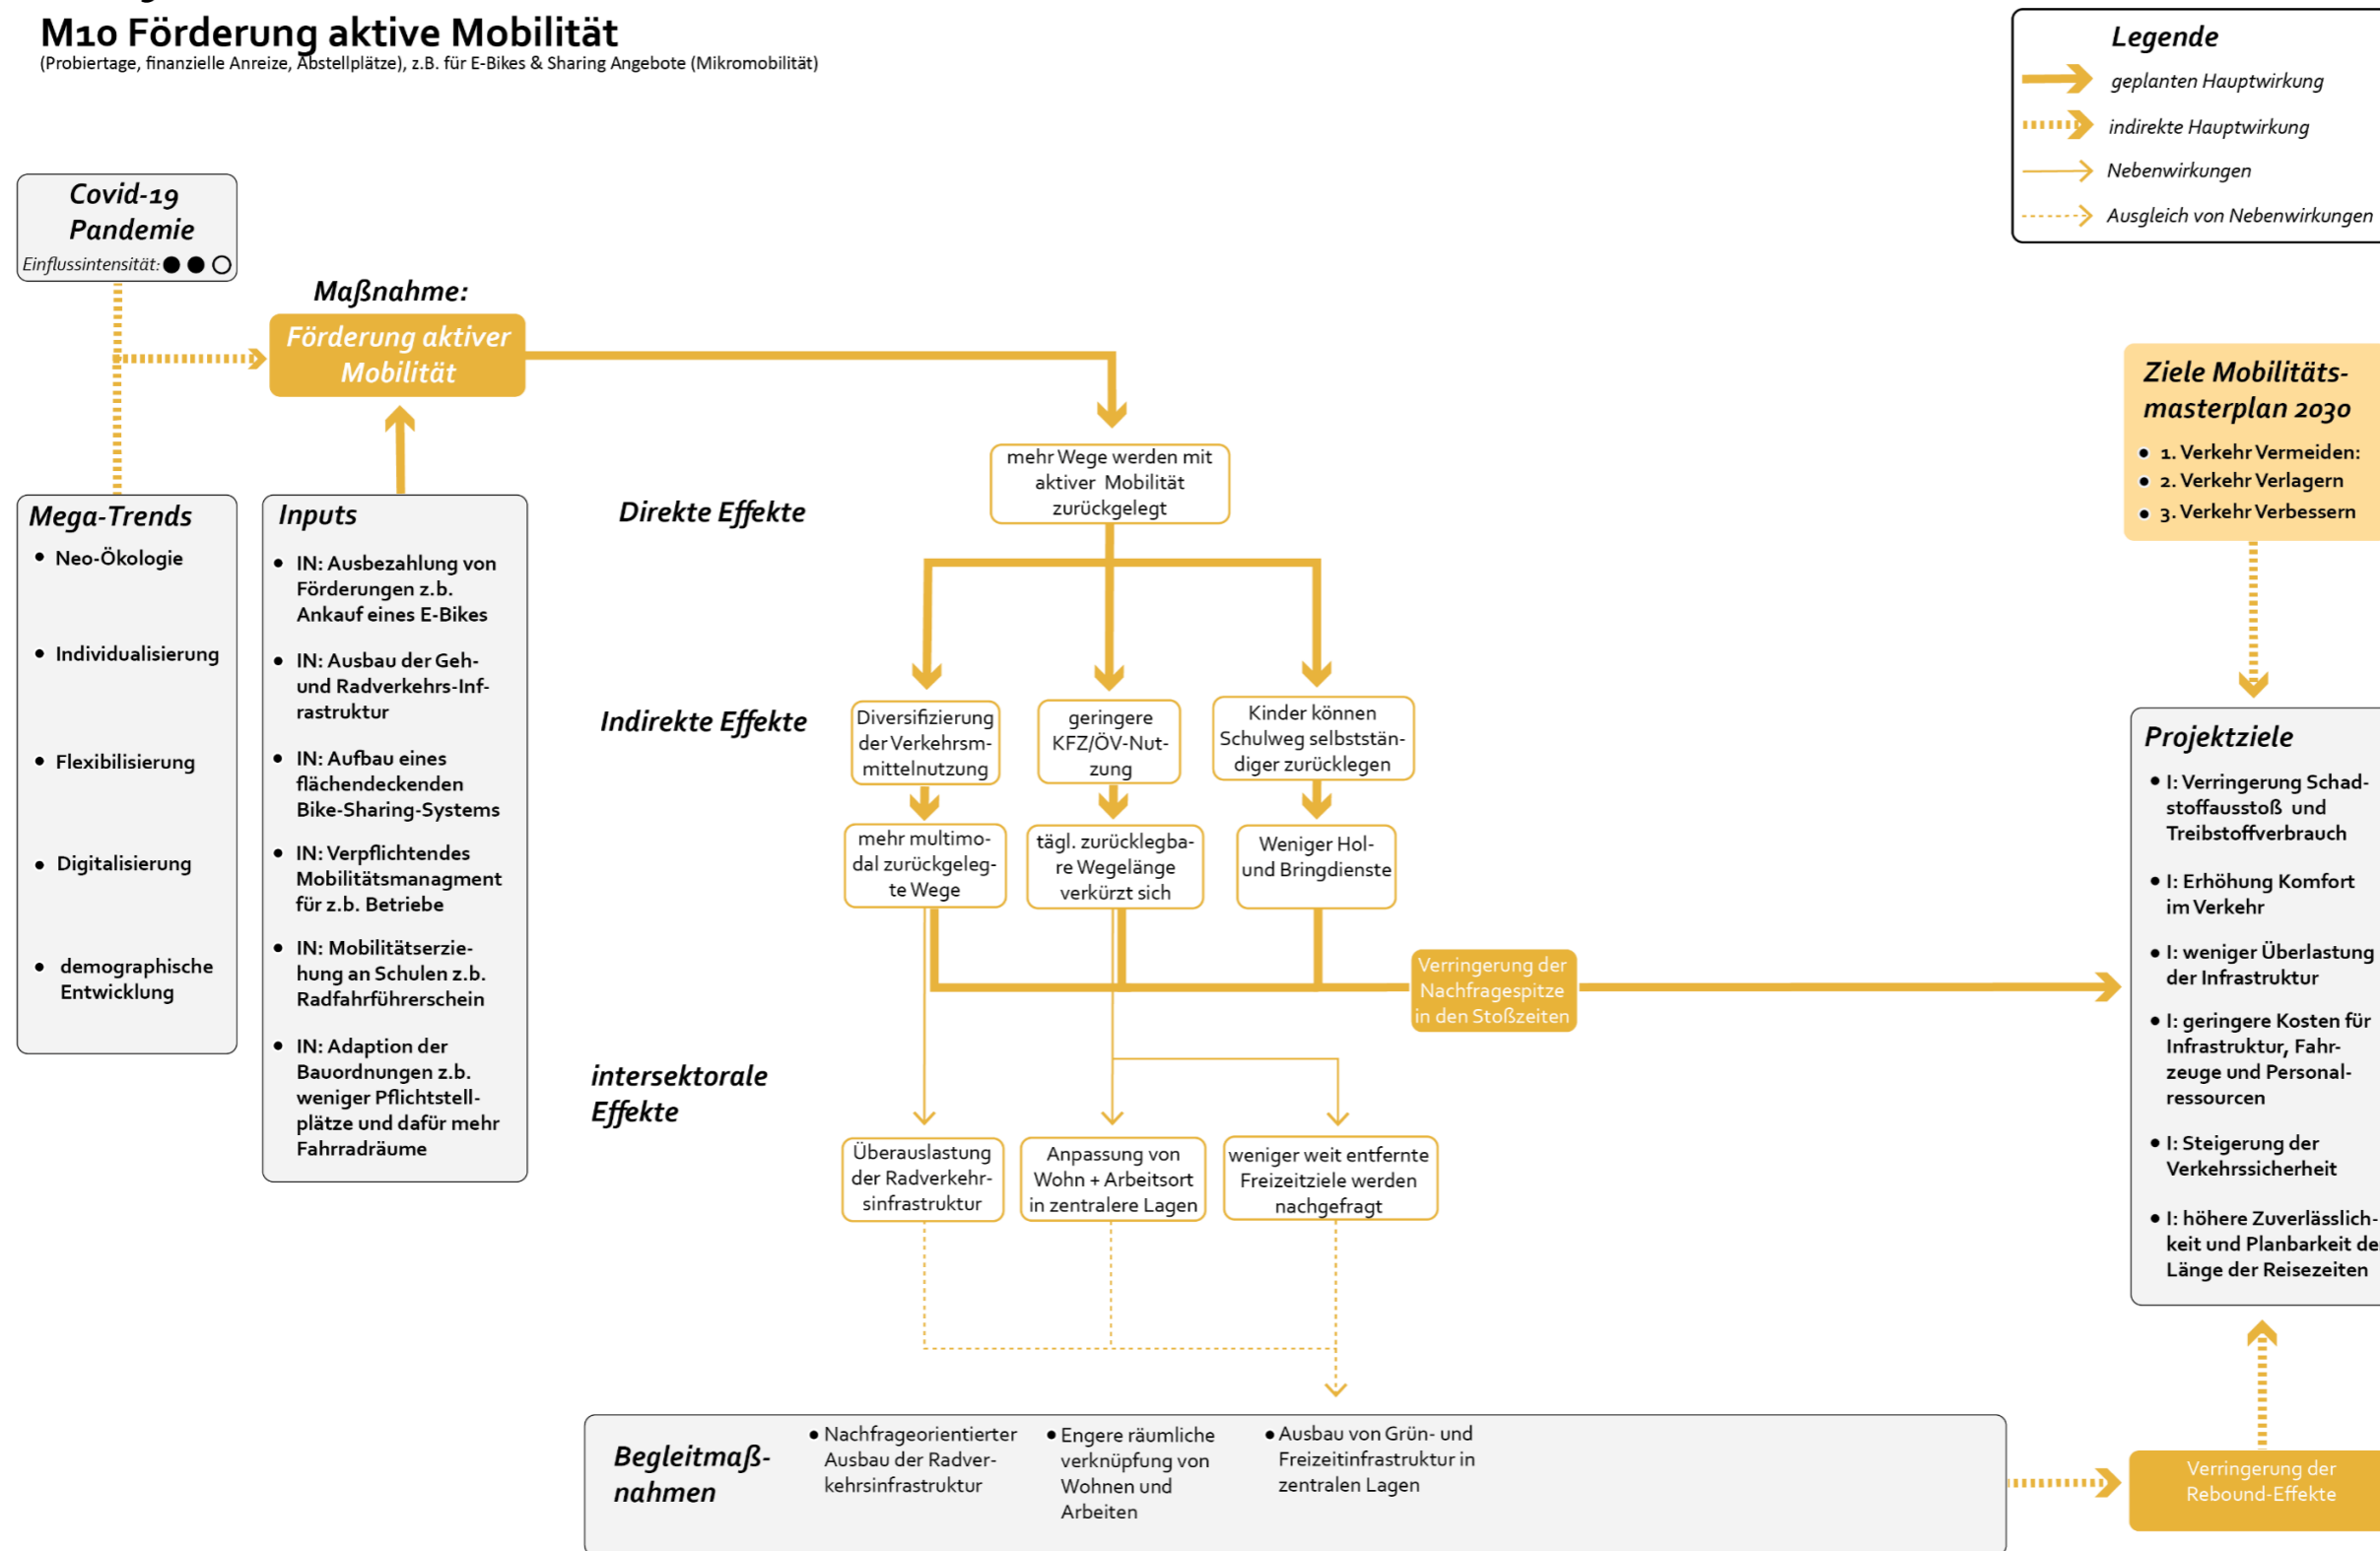 M10 Förderung aktive Mobilität
(Probiertage, finanzielle Anreize, Abstellplätze), z.B. für E-Bikes & Sharing Angebote (Mikromobilität)
Legende
geplanten Hauptwirkung
indirekte Hauptwirkung
Nebenwirkungen
Ausgleich von Nebenwirkungen
Covid-19
Pandemie
Einflussintensität:
Maßnahme:
Förderung aktiver
Mobilität
Mega-Trends
• Neo-Ökologie
• Individualisierung
• Flexibilisierung
• Digitalisierung
• demographische
Entwicklung
Inputs
• IN: Ausbezahlung von
Förderungen z.b.
Ankauf eines E-Bikes
• IN: Ausbau der Geh-
und Radverkehrs-Inf-
rastruktur
• IN: Aufbau eines
flächendeckenden
Bike-Sharing-Systems
• IN: Verpflichtendes
Mobilitätsmanagment
für z.b. Betriebe
• IN: Mobilitätserzie-
hung an Schulen z.b.
Radfahrführerschein
• IN: Adaption der
Bauordnungen z.b.
weniger Pflichtstell-
plätze und dafür mehr
Fahrradräume
Direkte Effekte
mehr Wege werden mit
aktiver Mobilität
zurückgelegt
Indirekte Effekte
Diversifizierung
der Verkehrsm-
mittelnutzung
geringere
KFZ/ÖV-Nut-
zung
Kinder können
Schulweg selbststän-
diger zurücklegen
mehr multimo-
dal zurückgeleg-
te Wege
tägl. zurücklegba-
re Wegelänge
verkürzt sich
Weniger Hol-
und Bringdienste
Verringerung der
Nachfragespitze
in den Stoßzeiten
intersektorale
Effekte
Überauslastung
der Radverkehr-
sinfrastruktur
Anpassung von
Wohn + Arbeitsort
in zentralere Lagen
weniger weit entfernte
Freizeitziele werden
nachgefragt
Begleitmaß-
nahmen
• Nachfrageorientierter
Ausbau der Radver-
kehrsinfrastruktur
• Engere räumliche
verknüpfung von
Wohnen und
Arbeiten
• Ausbau von Grün- und
Freizeitinfrastruktur in
zentralen Lagen
Ziele Mobilitäts-
masterplan 2030
• 1. Verkehr Vermeiden:
• 2. Verkehr Verlagern
• 3. Verkehr Verbessern
Projektziele
• I: Verringerung Schad-
stoffausstoß und
Treibstoffverbrauch
• I: Erhöhung Komfort
im Verkehr
• I: weniger Überlastung
der Infrastruktur
• I: geringere Kosten für
Infrastruktur, Fahr-
zeuge und Personal-
ressourcen
• I: Steigerung der
Verkehrssicherheit
• I: höhere Zuverlässlich-
keit und Planbarkeit de
Länge der Reisezeiten
Verringerung der
Rebound-Effekte